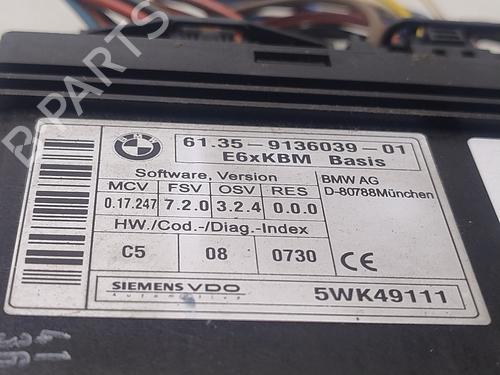 B-PARTS
BMW
61.35 - 9136039 - 01
E6xKBM Basis
Software, Version
MCV FSV OSV RES
0.17.247 7.2.0 3.2.4 0.0.0
BMW AG
D-80788München
HW./Cod.-/Diag.-Index
C5 08 0730
CE
SIEMENS VDO
Automotive
5WK49111